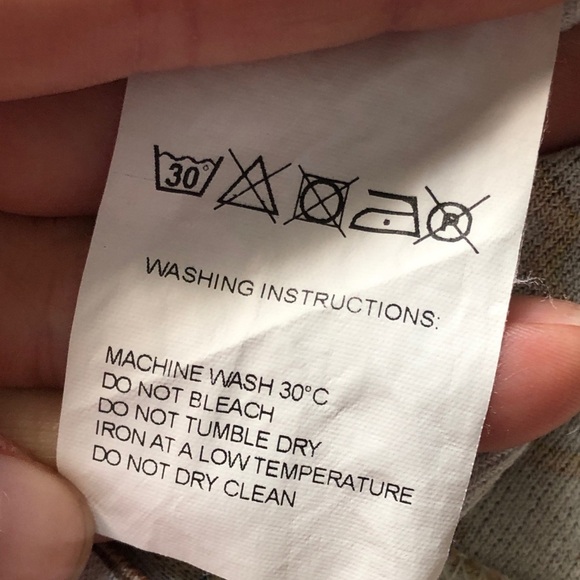 30°
P
WASHING INSTRUCTIONS:
MACHINE WASH 30°C
DO NOT BLEACH
DO NOT TUMBLE DRY
IRON AT A LOW TEMPERATURE
DO NOT DRY CLEAN